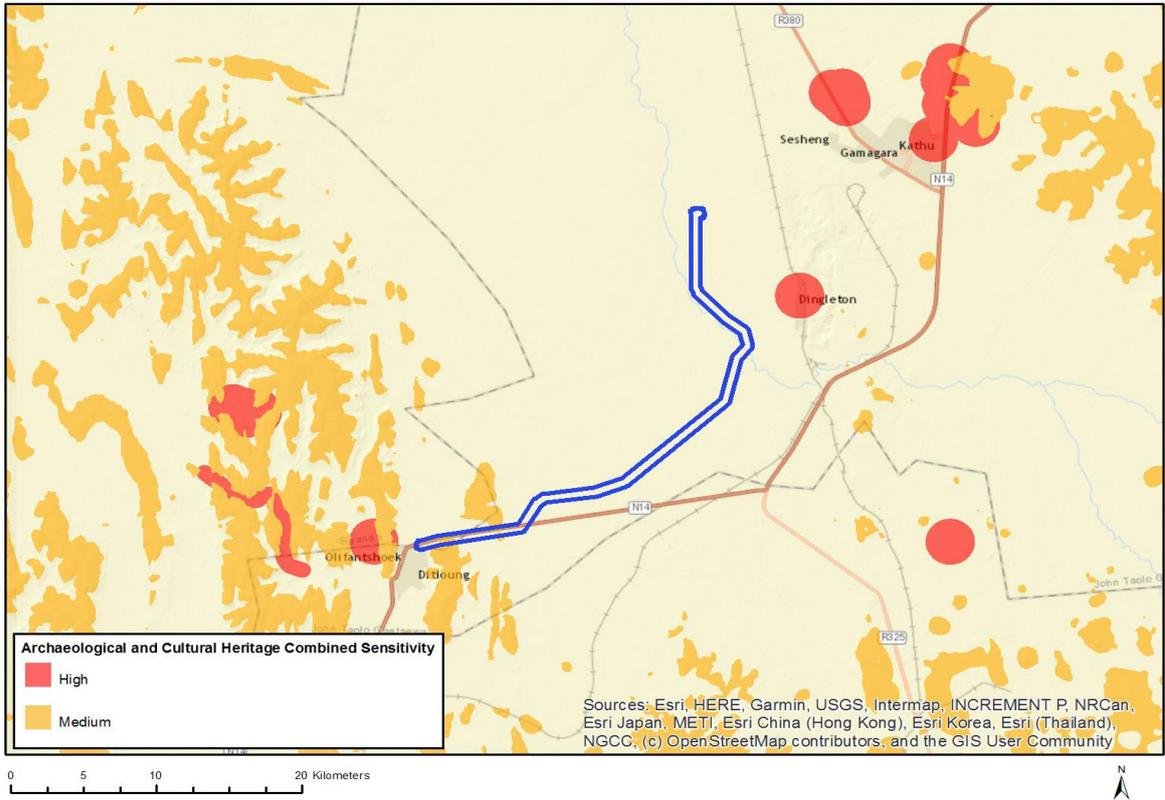 R380
Sesheng
Gamagara
Kathu
N14
Dingleton
N14
Olifantshoek
Ditloung
John Taolo G
R325
Archaeological and Cultural Heritage Combined Sensitivity
High
Medium
Sources: Esri, HERE, Garmin, USGS, Intermap, INCREMENT P, NRCan,
Esri Japan, METI, Esri China (Hong Kong), Esri Korea, Esri (Thailand),
NGCC, (c) OpenStreetMap contributors, and the GIS User Community
N14
0 5 10 20 Kilometers
N